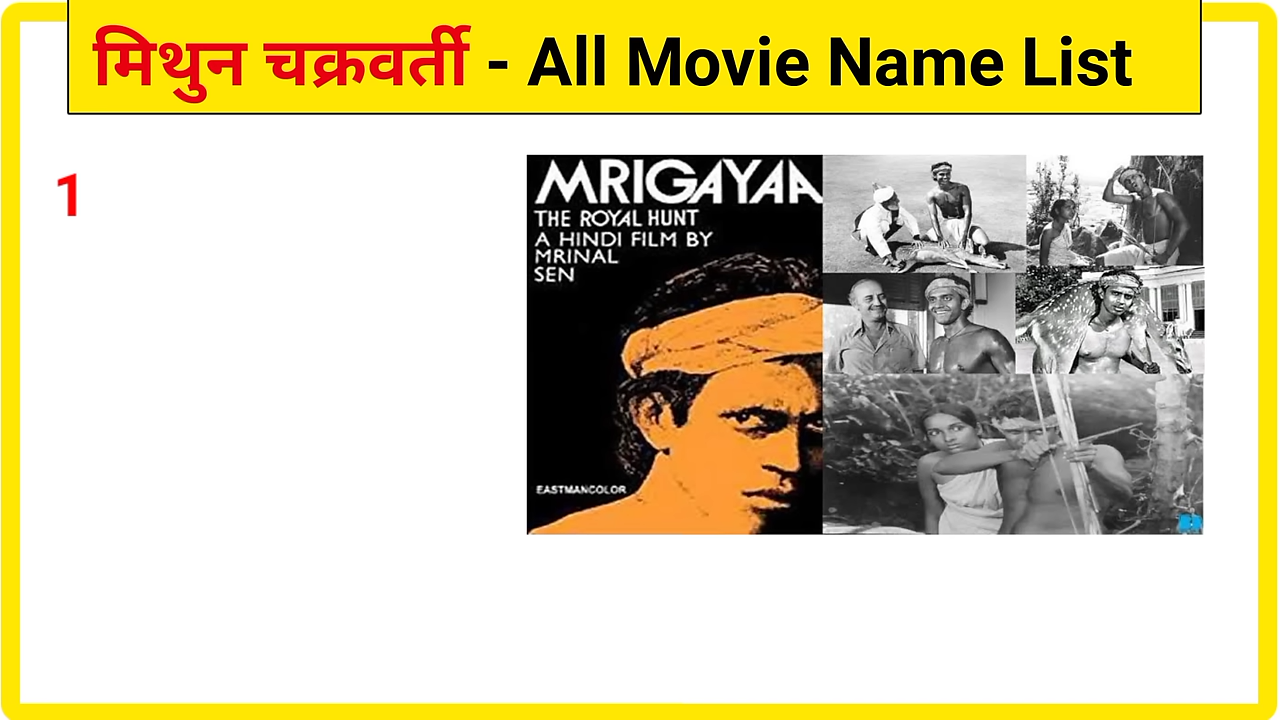 मिथुन चक्रवर्ती - All Movie Name List
1
MRIGAYAA
THE ROYAL HUNT
A HINDI FILM BY
MRINAL
SEN
EASTMANCOLOR